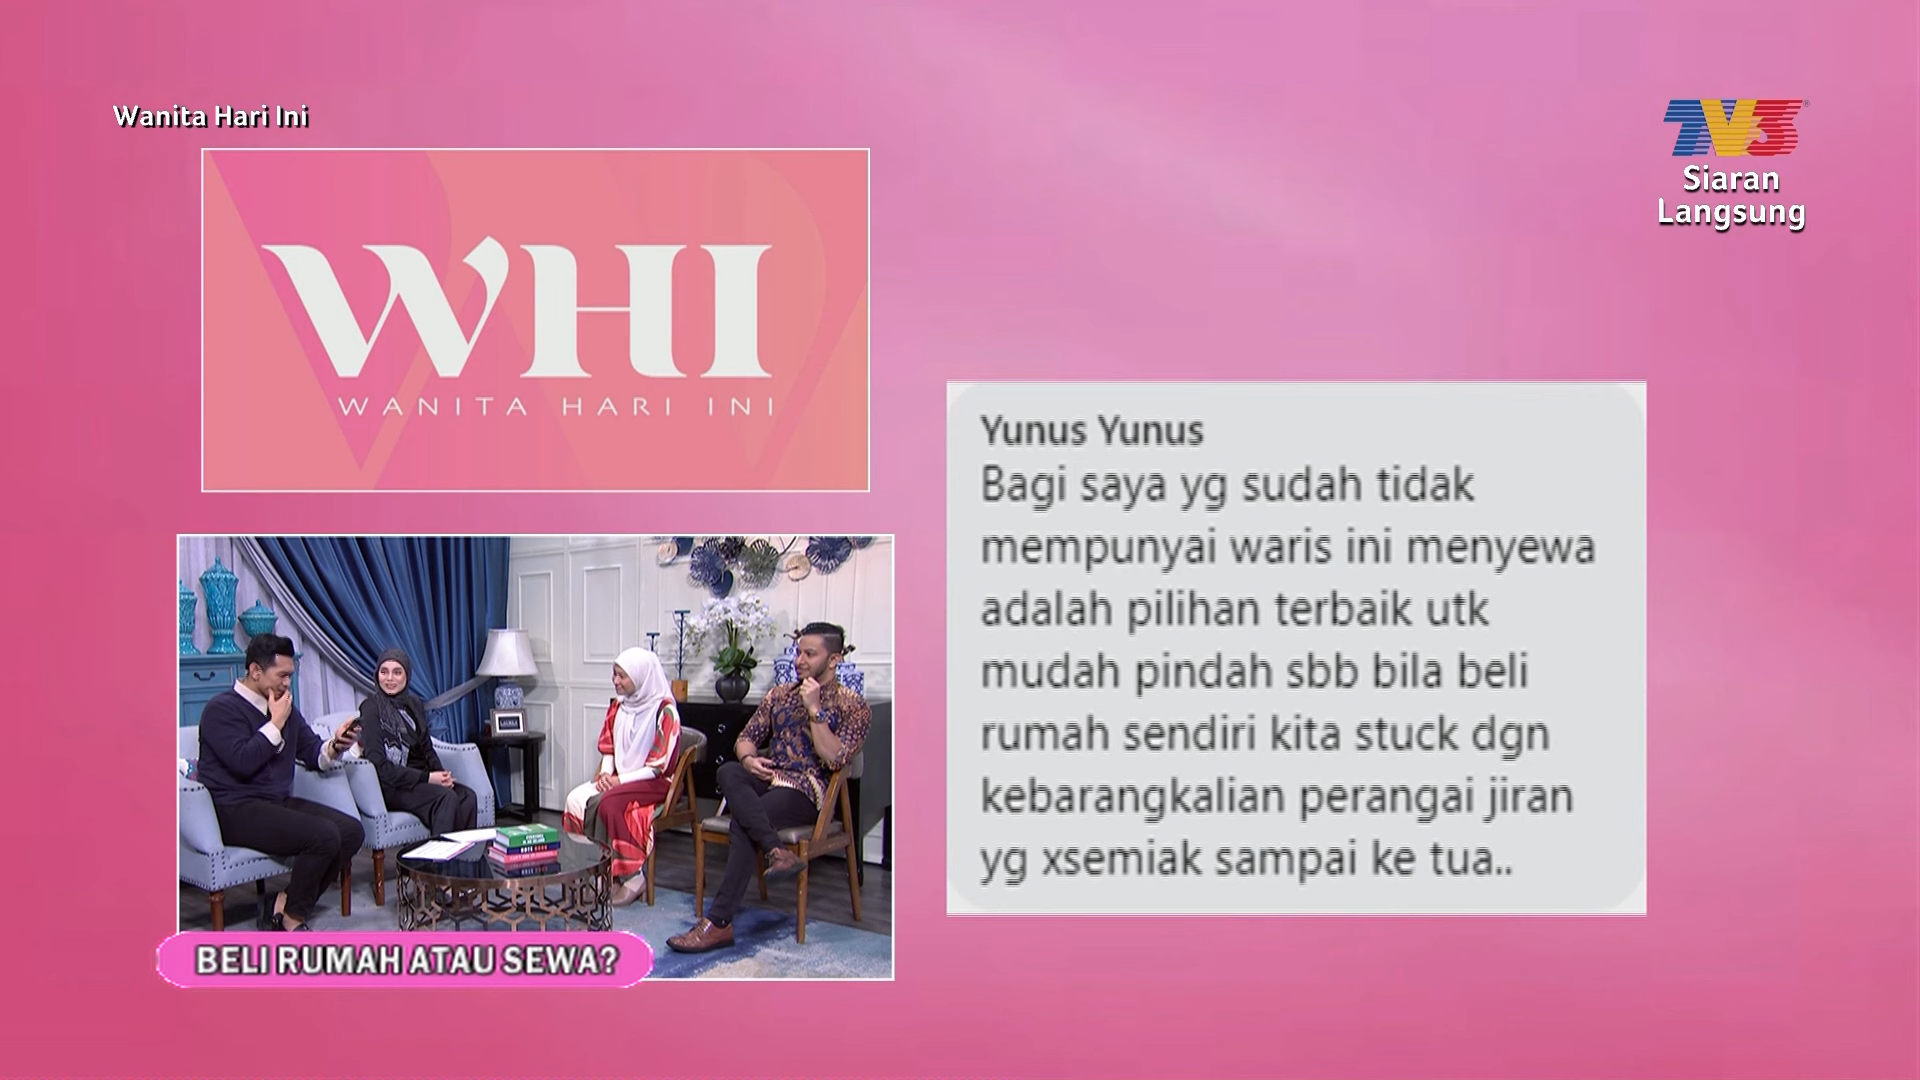 Wanita Hari Ini
TV3
Siaran
Langsung
WHI
WANITA HARI INI
Yunus Yunus
Bagi saya yg sudah tidak
mempunyai waris ini menyewa
adalah pilihan terbaik utk
mudah pindah sbb bila beli
rumah sendiri kita stuck dgn
kebarangkalian perangai jiran
yg xsemiak sampai ke tua..
BELI RUMAH ATAU SEWA?